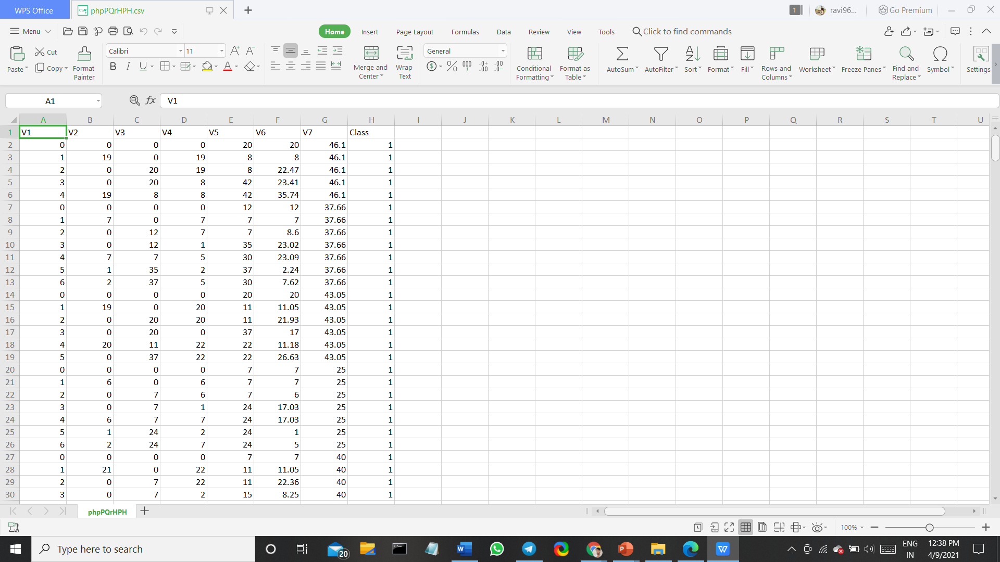 WPS Office phpPQrHPH.csv 1 ravi96... Go Premium
Menu Home Insert Page Layout Formulas Data Review View Tools Click to find commands
Paste Cut Copy Format Painter Calibri 11 Merge and Center Wrap Text General Conditional Formatting Format as Table AutoSum AutoFilter Sort Format Fill Rows and Columns Worksheet Freeze Panes Find and Replace Symbol Settings
A1 fx V1
A B C D E F G H I J K L M N O P Q R S T U
1 V1 V2 V3 V4 V5 V6 V7 Class
2 0 0 0 0 20 20 46.1 1
3 1 19 0 19 8 8 46.1 1
4 2 0 20 19 8 22.47 46.1 1
5 3 0 20 8 42 23.41 46.1 1
6 4 19 8 8 42 35.74 46.1 1
7 0 0 0 0 12 12 37.66 1
8 1 7 0 7 7 7 37.66 1
9 2 0 12 7 7 8.6 37.66 1
10 3 0 12 1 35 23.02 37.66 1
11 4 7 7 5 30 23.09 37.66 1
12 5 1 35 2 37 2.24 37.66 1
13 6 2 37 5 30 7.62 37.66 1
14 0 0 0 0 20 20 43.05 1
15 1 19 0 20 11 11.05 43.05 1
16 2 0 20 20 11 21.93 43.05 1
17 3 0 20 0 37 17 43.05 1
18 4 20 11 22 22 11.18 43.05 1
19 5 0 37 22 22 26.63 43.05 1
20 0 0 0 0 7 7 25 1
21 1 6 0 6 7 7 25 1
22 2 0 7 6 7 6 25 1
23 3 0 7 1 24 17.03 25 1
24 4 6 7 7 24 17.03 25 1
25 5 1 24 2 24 1 25 1
26 6 2 24 7 24 5 25 1
27 0 0 0 0 7 7 40 1
28 1 21 0 22 11 11.05 40 1
29 2 0 7 22 11 22.36 40 1
30 3 0 7 2 15 8.25 40 1
phpPQrHPH
100%
Type here to search 20 ENG IN 12:38 PM 4/9/2021